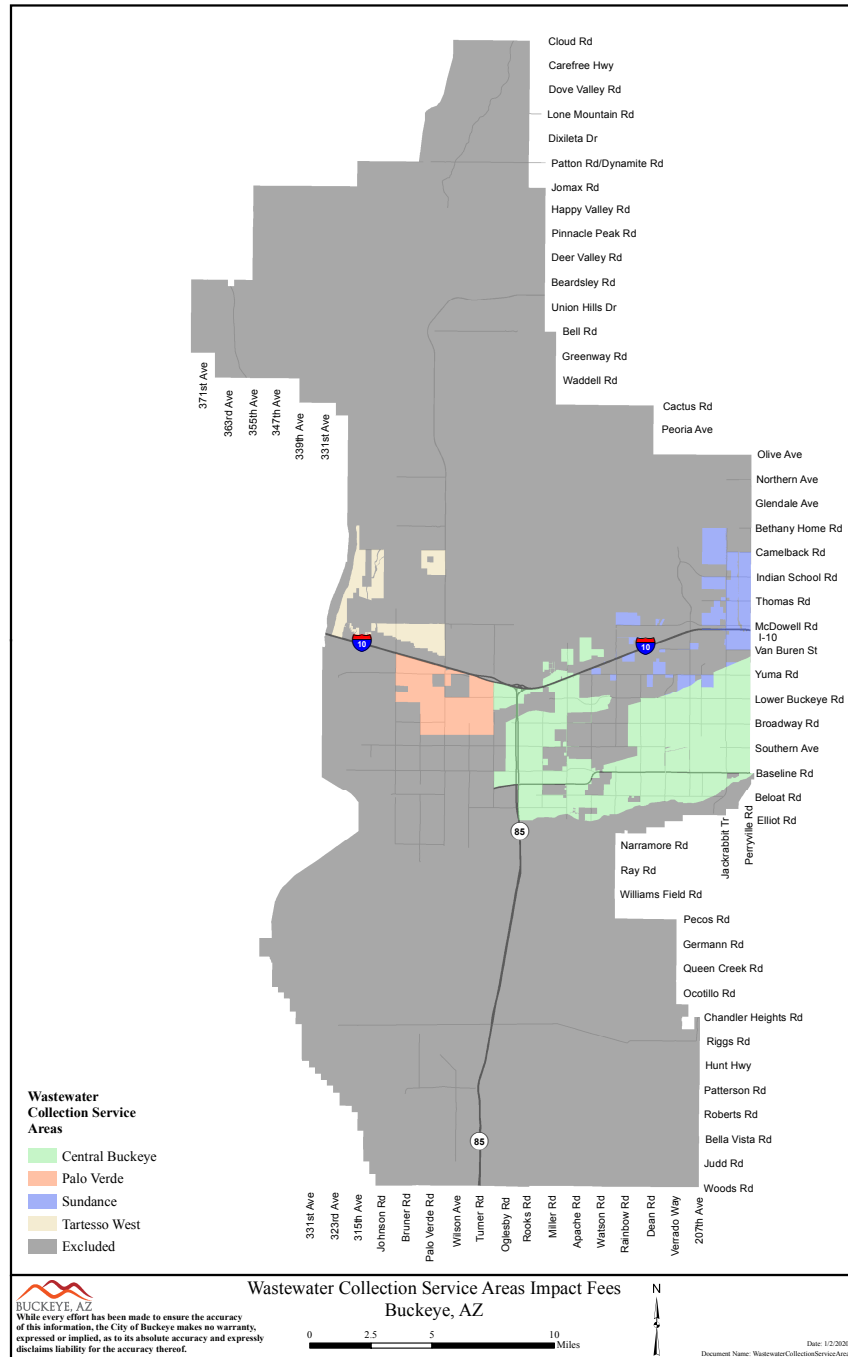 Cloud Rd
Carefree Hwy
Dove Valley Rd
Lone Mountain Rd
Dixileta Dr
Patton Rd/Dynamite Rd
Jomax Rd
Happy Valley Rd
Pinnacle Peak Rd
Deer Valley Rd
Beardsley Rd
Union Hills Dr
Bell Rd
Greenway Rd
Waddell Rd
Cactus Rd
Peoria Ave
Olive Ave
Northern Ave
Glendale Ave
Bethany Home Rd
Camelback Rd
Indian School Rd
Thomas Rd
McDowell Rd
I-10
Van Buren St
Yuma Rd
Lower Buckeye Rd
Broadway Rd
Southern Ave
Baseline Rd
Beloat Rd
Elliot Rd
371st Ave
363rd Ave
355th Ave
347th Ave
339th Ave
331st Ave
10
10
85
Jackrabbit Tr
Perryville Rd
Narramore Rd
Ray Rd
Williams Field Rd
Pecos Rd
Germann Rd
Queen Creek Rd
Ocotillo Rd
Chandler Heights Rd
Riggs Rd
Hunt Hwy
Patterson Rd
Roberts Rd
Bella Vista Rd
Judd Rd
Woods Rd
85
Wastewater
Collection Service
Areas
Central Buckeye
Palo Verde
Sundance
Tartesso West
Excluded
331st Ave
323rd Ave
315th Ave
Johnson Rd
Bruner Rd
Palo Verde Rd
Wilson Ave
Turner Rd
Oglesby Rd
Rooks Rd
Miller Rd
Apache Rd
Watson Rd
Rainbow Rd
Dean Rd
Verrado Way
207th Ave
BUCKEYE, AZ
While every effort has been made to ensure the accuracy
of this information, the City of Buckeye makes no warranty,
expressed or implied, as to its absolute accuracy and expressly
disclaims liability for the accuracy thereof.
Wastewater Collection Service Areas Impact Fees
Buckeye, AZ
0 2.5 5 10
Miles
N
Date: 1/2/2020
Document Name: WastewaterCollectionServiceArea